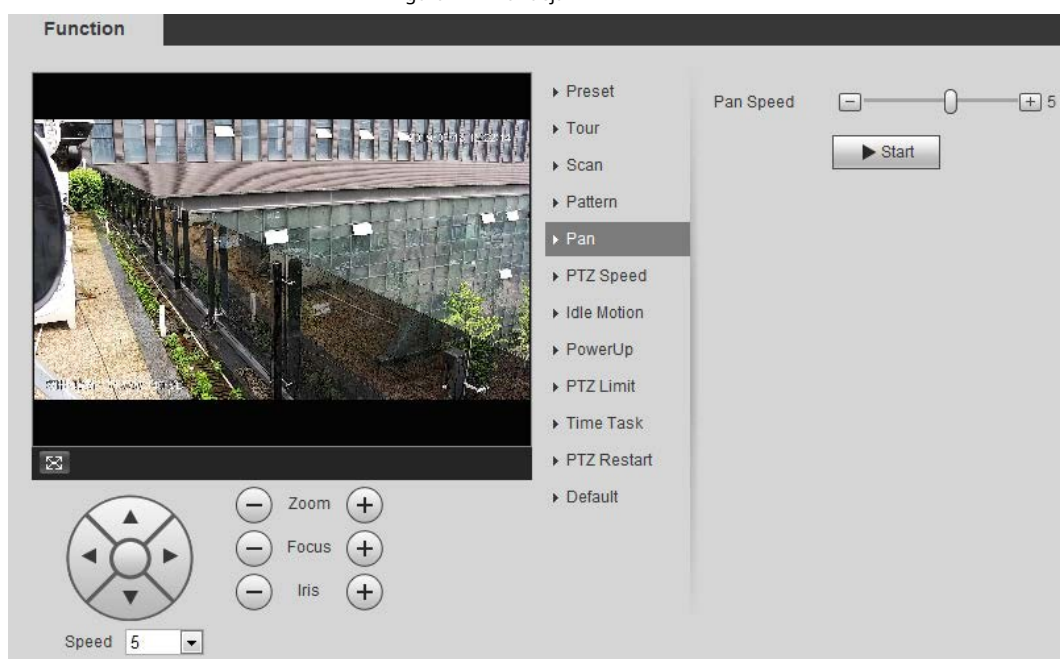 Function
Preset
Tour
Scan
Pattern
Pan
PTZ Speed
Idle Motion
PowerUp
PTZ Limit
Time Task
PTZ Restart
Default
Pan Speed
5
Start
Zoom
Focus
Iris
Speed 5